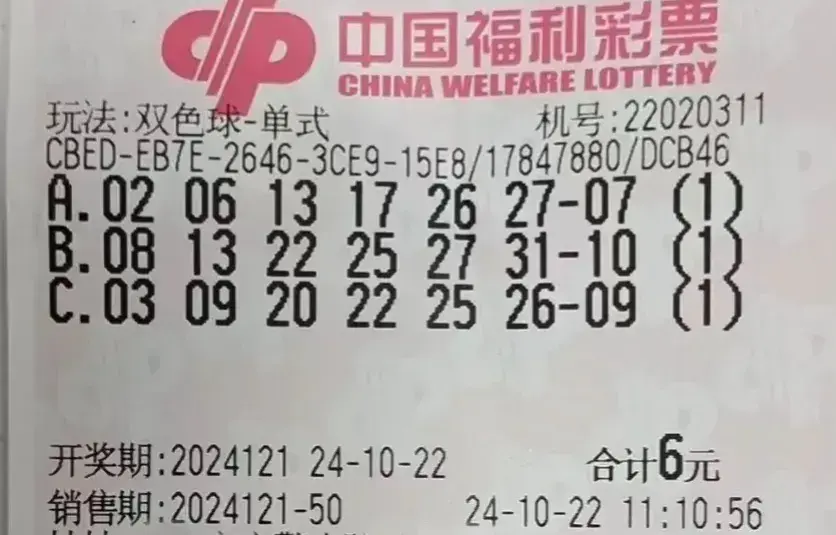 中国福利彩票
CHINA WELFARE LOTTERY
玩法:双色球-单式 机号:22020311
CBED-EB7E-2646-3CE9-15E8/17847880/DCB46
A.02 06 13 17 26 27-07 (1)
B.08 13 22 25 27 31-10 (1)
C.03 09 20 22 25 26-09 (1)
开奖期:2024121 24-10-22 合计6元
销售期:2024121-50 24-10-22 11:10:56